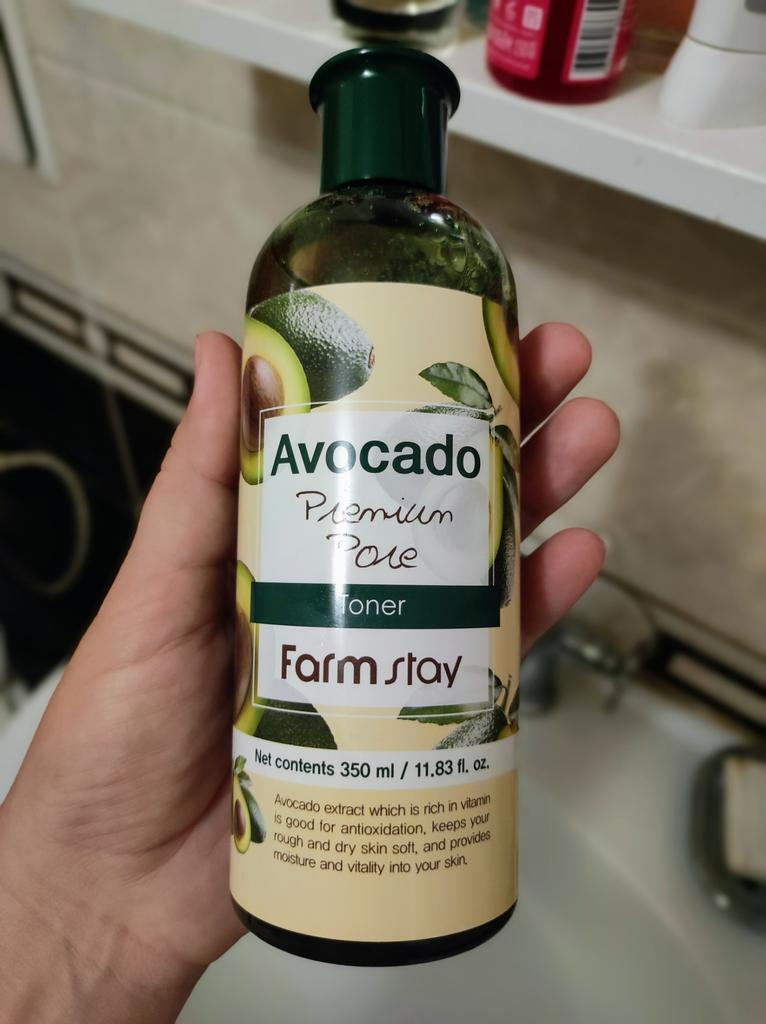 Avocado
Premium
Pore
Toner
Farm stay
Net contents 350 ml / 11.83 fl. oz.
Avocado extract which is rich in vitamin
is good for antioxidation, keeps your
rough and dry skin soft, and provides
moisture and vitality into your skin.